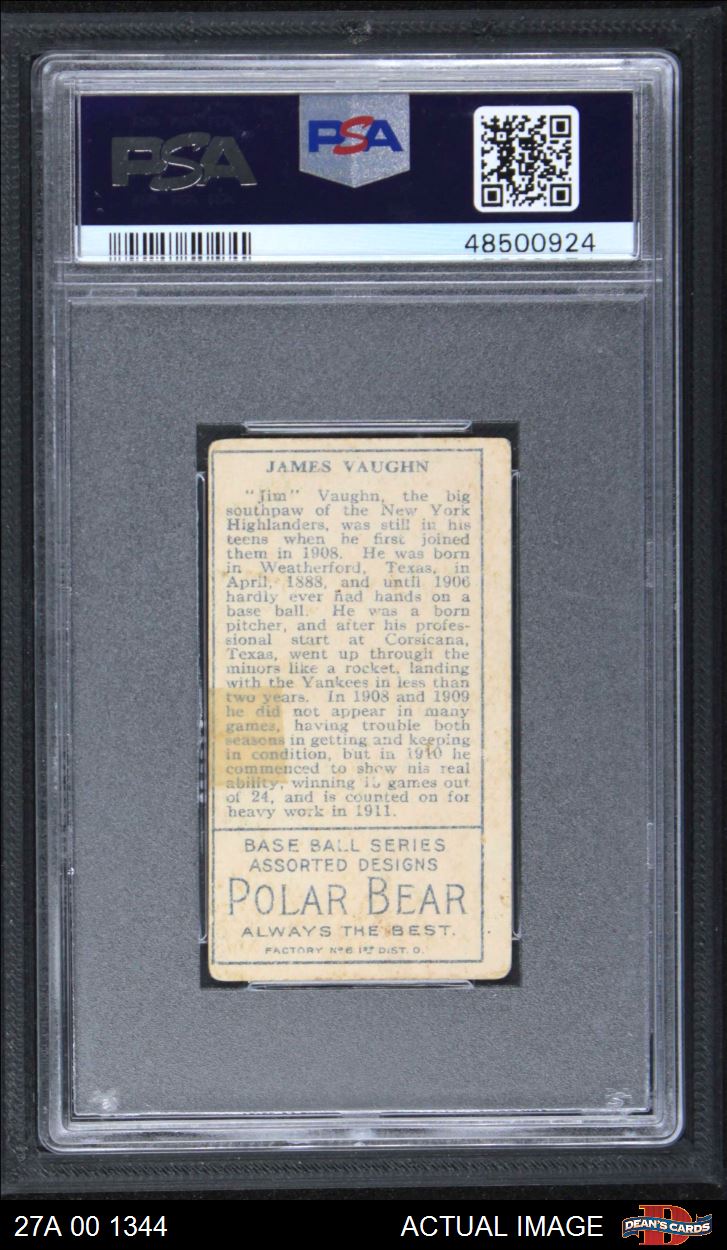 PSA
PSA
48500924
JAMES VAUGHN
"Jim" Vaughn, the big
southpaw of the New York
Highlanders, was still in his
teens when he first joined
them in 1908. He was born
in Weatherford, Texas, in
April, 1888, and until 1906
hardly ever had hands on a
base ball. He was a born
pitcher, and after his profes-
sional start at Corsicana,
Texas, went up through the
minors like a rocket, landing
with the Yankees in less than
two years. In 1908 and 1909
he did not appear in many
games, having trouble both
seasons in getting and keeping
in condition, but in 1910 he
commenced to show his real
ability, winning games out
of 24, and is counted on for
heavy work in 1911.
BASE BALL SERIES
ASSORTED DESIGNS
POLAR BEAR
ALWAYS THE BEST.
FACTORY Nº 6 1ST DIST. O.
27A 00 1344
ACTUAL IMAGE
DEAN'S CARDS